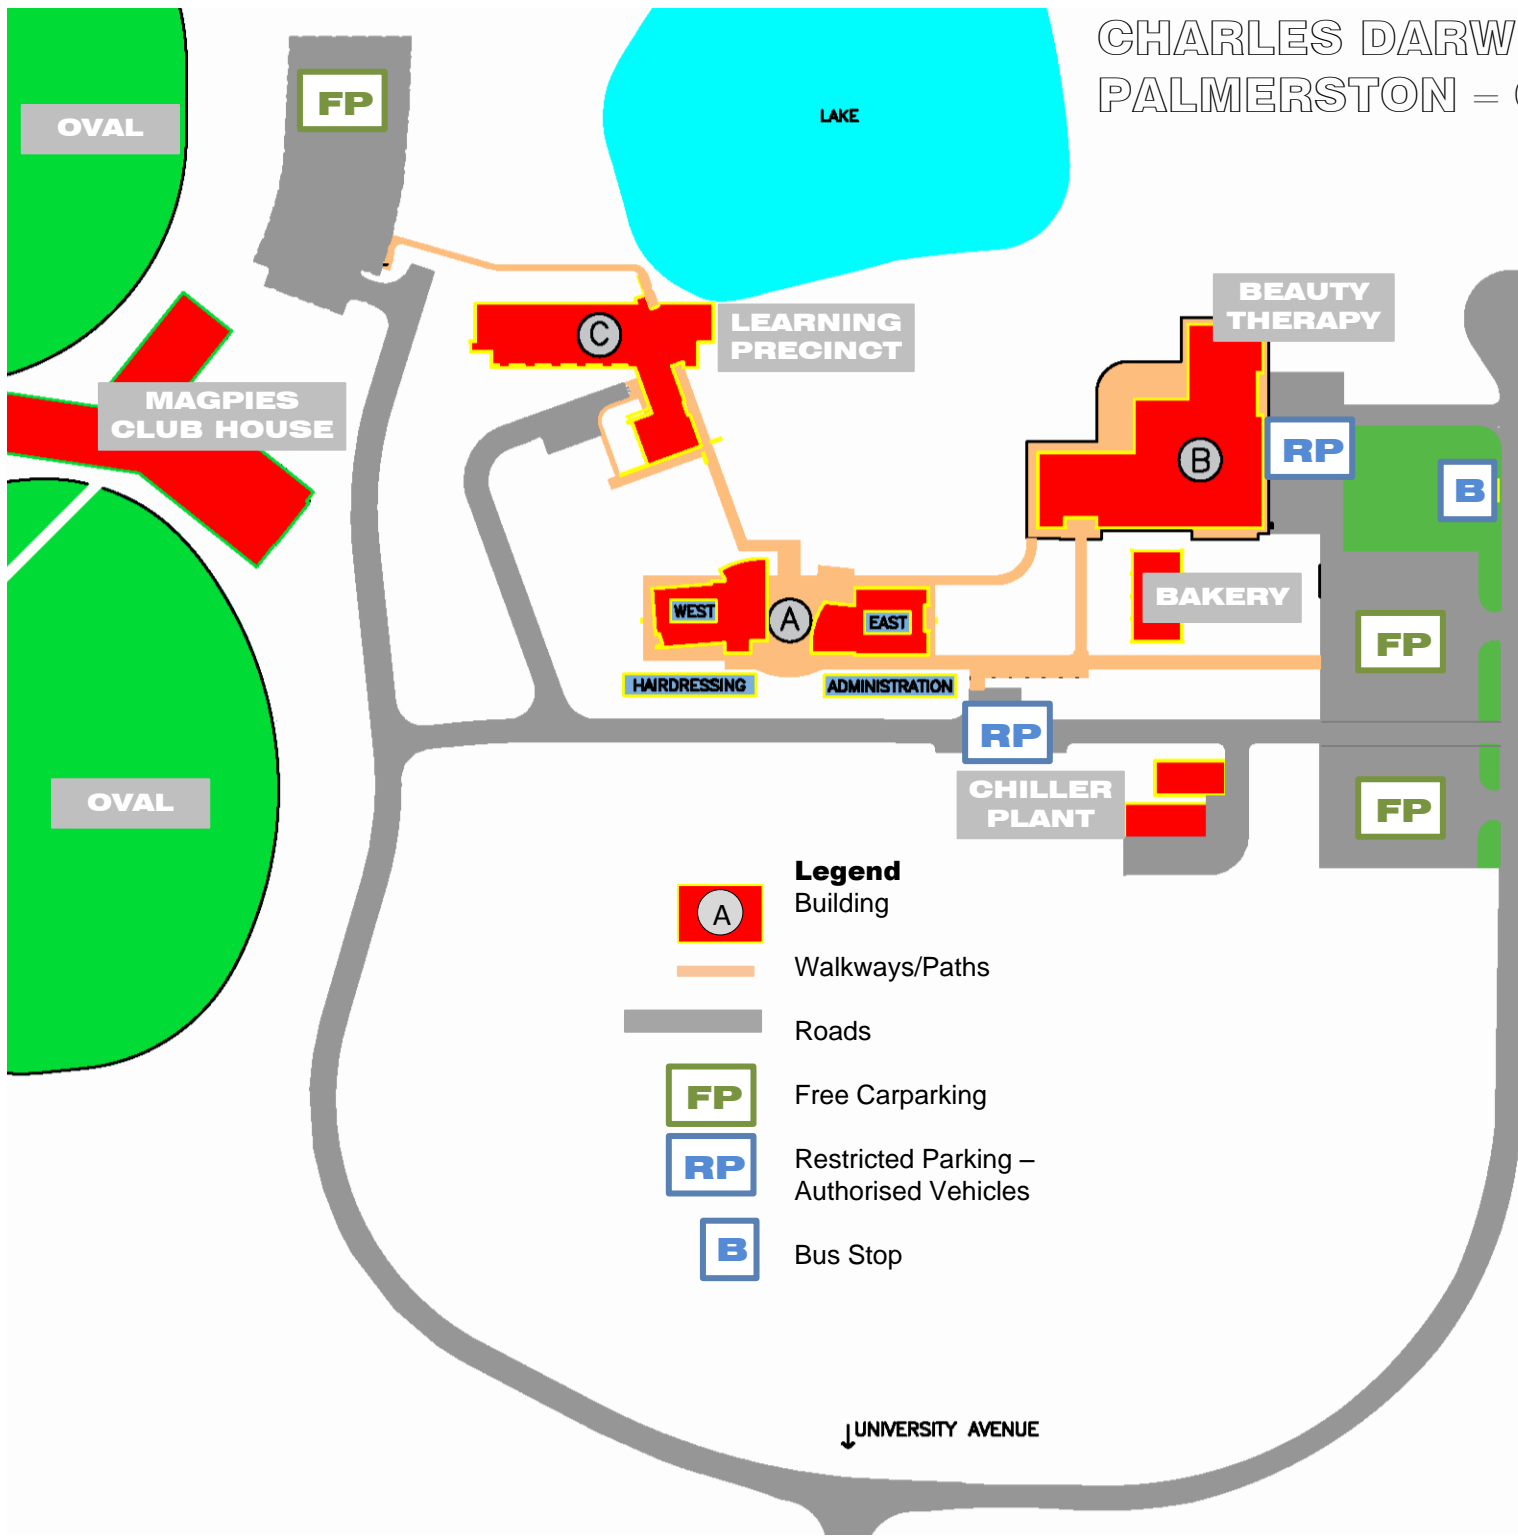 CHARLES DARW
PALMERSTON =
FP
OVAL
LAKE
BEAUTY
THERAPY
LEARNING
PRECINCT
C
MAGPIES
CLUB HOUSE
RP
B
B
BAKERY
WEST
A
EAST
FP
HAIRDRESSING
ADMINISTRATION
RP
CHILLER
PLANT
OVAL
FP
Legend
A
Building
Walkways/Paths
Roads
FP
Free Carparking
RP
Restricted Parking –
Authorised Vehicles
B
Bus Stop
UNIVERSITY AVENUE